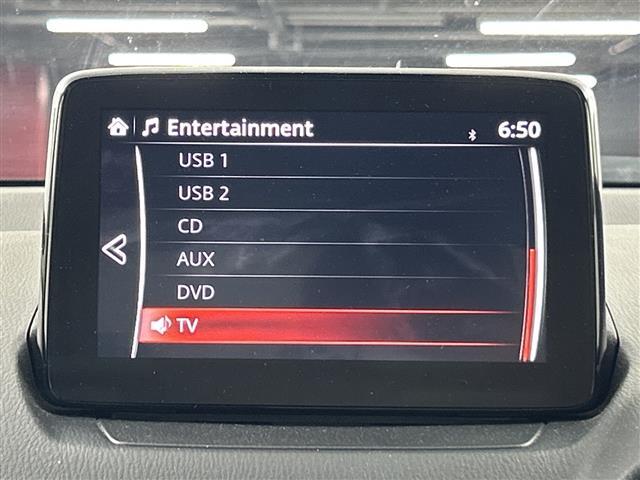 Entertainment 6:50
USB 1
USB 2
CD
AUX
DVD
TV